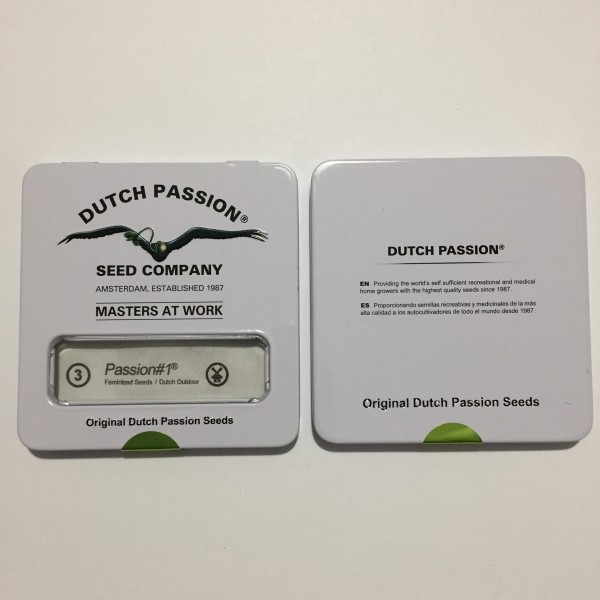 DUTCH PASSION®
SEED COMPANY
AMSTERDAM, ESTABLISHED 1987
MASTERS AT WORK
3
Passion#1®
Feminized Seeds / Dutch Outdoor
Original Dutch Passion Seeds
DUTCH PASSION®
EN Providing the world's self sufficient recreational and medical
home growers with the highest quality seeds since 1987.
ES Proporcionando semillas recreativas y medicinales de la más
alta calidad a los autocultivadores de todo el mundo desde 1987.
Original Dutch Passion Seeds